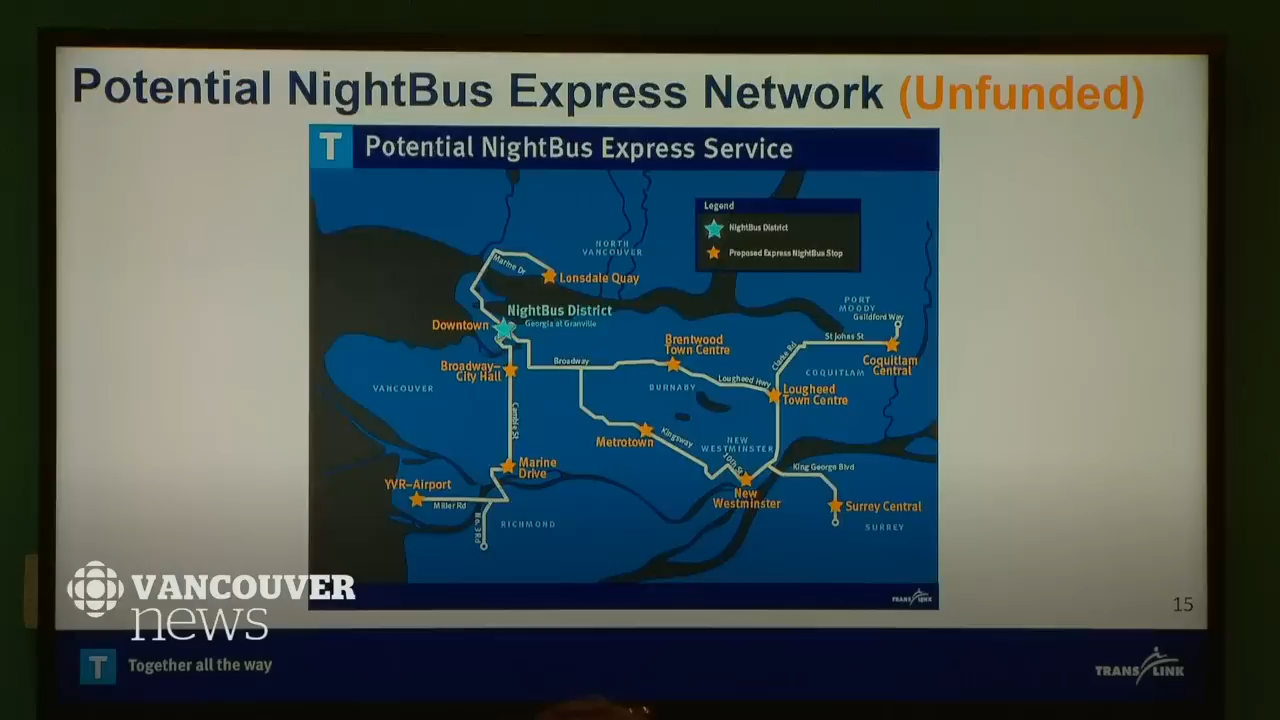 Potential NightBus Express Network (Unfunded)
T
Potential NightBus Express Service
Legend
NightBus District
Proposed Express NightBus Stop
NORTH
VANCOUVER
Marine Dr
Lonsdale Quay
PORT
MOODY
Guildford Way
NightBus District
Georgia at Granville
Downtown
St Johns St
Brentwood
Town Centre
Clarke Rd
Coquitlam
Central
Broadway–
City Hall
Broadway
COQUITLAM
Lougheed Hwy
VANCOUVER
BURNABY
Lougheed
Town Centre
Cambie St
Metrotown
Kingsway
NEW
WESTMINSTER
10th St
King George Blvd
Marine
Drive
YVR–Airport
Miller Rd
New
Westminster
Surrey Central
No. 3 Rd
RICHMOND
SURREY
TRANSLINK
15
VANCOUVER
news
T
Together all the way
TRANSLINK